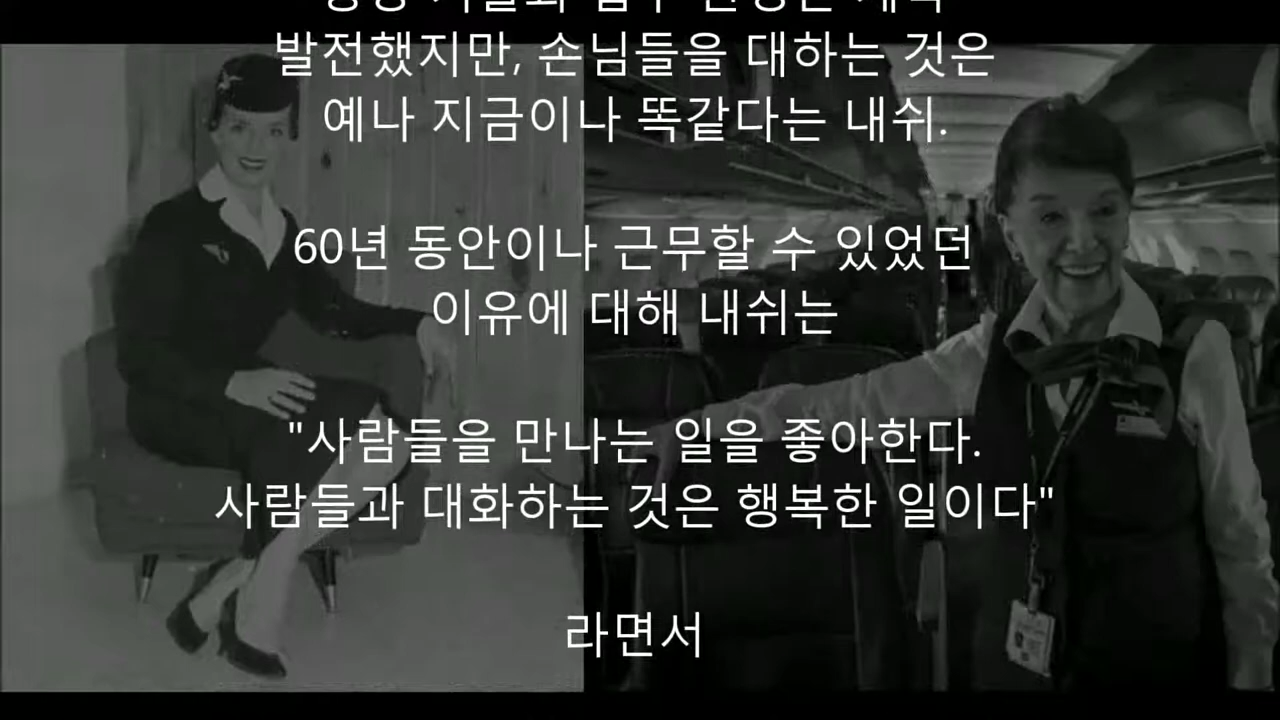 발전했지만, 손님들을 대하는 것은
예나 지금이나 똑같다는 내쉬.
60년 동안이나 근무할 수 있었던
이유에 대해 내쉬는
"사람들을 만나는 일을 좋아한다.
사람들과 대화하는 것은 행복한 일이다"
라면서